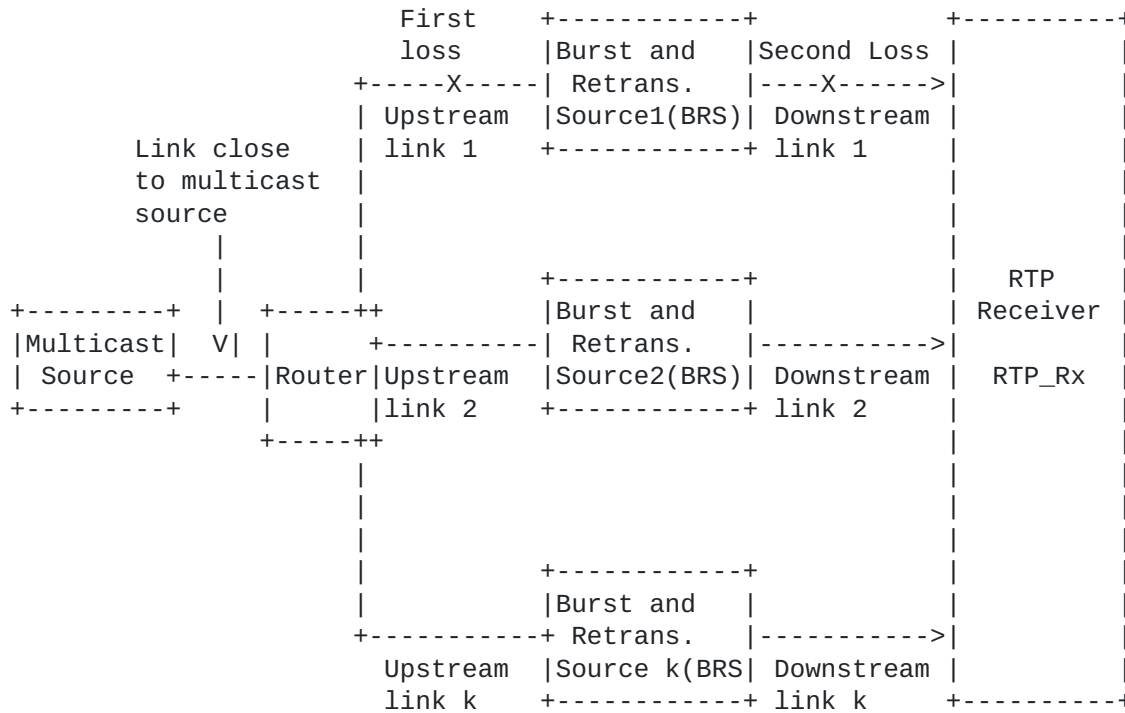 First
loss |Burst and |Second Loss |
+-----X-----| Retrans. |----X------>|
| Upstream |Source1(BRS)| Downstream |
Link close | link 1 +------------+ link 1 |
to multicast |
source |
RTP
+---------+ | +-----++ |Burst and | | Receiver |
|Multicast| V| | +----------| Retrans. |----------->|
| Source +-----|Router|Upstream |Source2(BRS)| Downstream | RTP_Rx |
+---------+ | |link 2 +------------+ link 2 |
|Burst and |
+-----------+ Retrans. |----------->|
Upstream |Source k(BRS| Downstream |
link k +------------+ link k +----------+